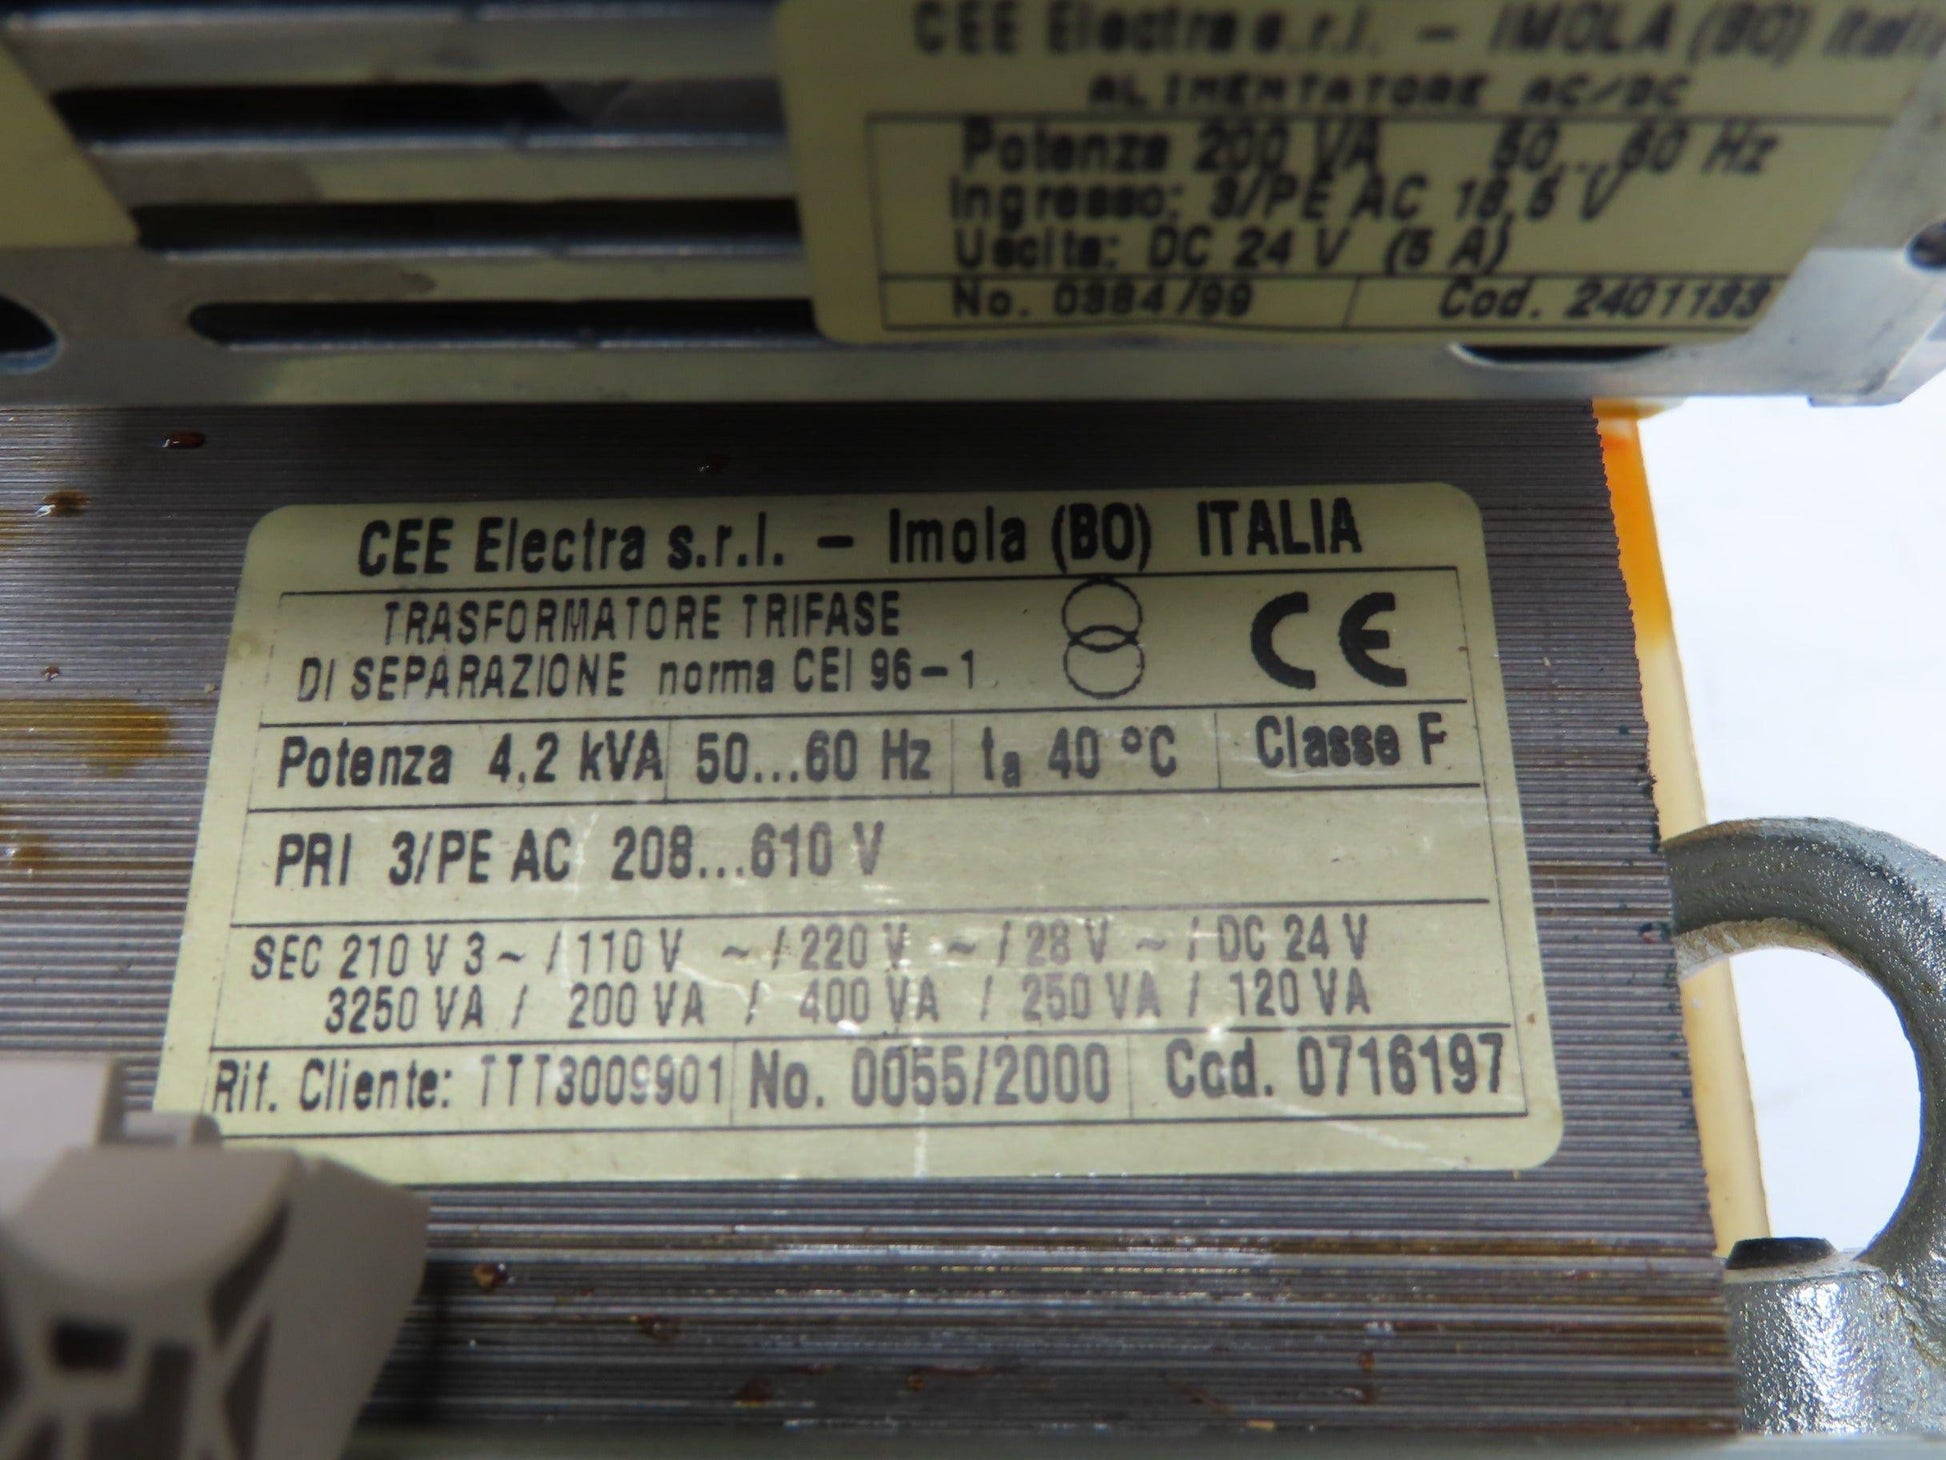 CEE Electra s.r.l. - IMOLA (BO) Itali
ALIMENTATORE AC/DC
Potenza 200 VA 50...60 Hz
Ingresso: 3/PE AC 18,5 V
Uscita: DC 24 V (5 A)
No. 0384/99 Cod. 2401133
CEE Electra s.r.l. - Imola (BO) ITALIA
TRASFORMATORE TRIFASE
DI SEPARAZIONE norma CEI 96-1 CE
Potenza 4.2 kVA 50...60 Hz ta 40 °C Classe F
PRI 3/PE AC 208...610 V
SEC 210 V 3~ / 110 V ~ / 220 V ~ / 28 V ~ / DC 24 V
3250 VA / 200 VA / 400 VA / 250 VA / 120 VA
Rif. Cliente: TTT3009901 No. 0055/2000 Cod. 0716197